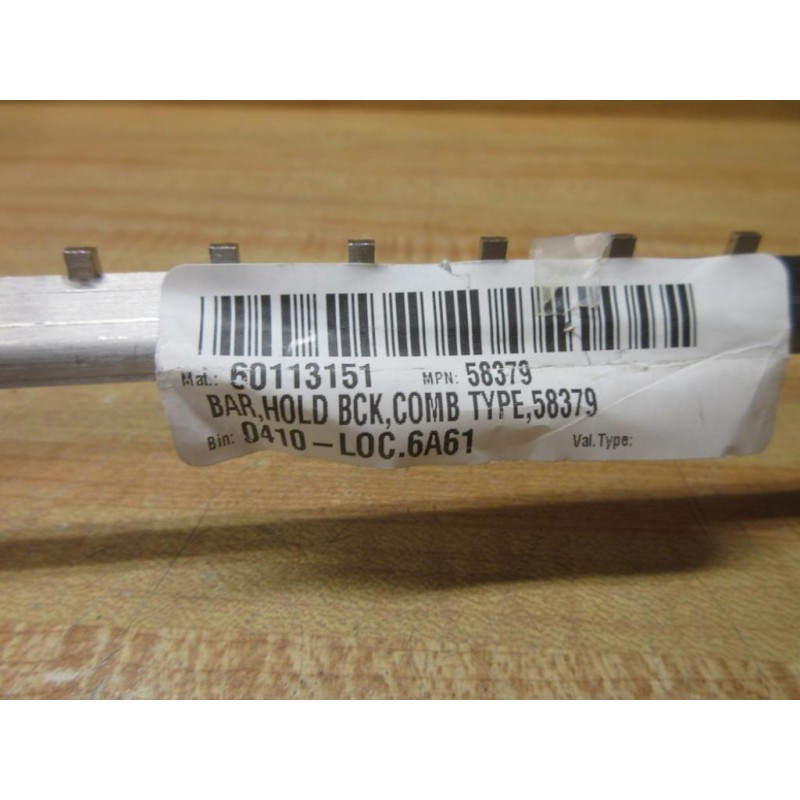 Mat.: 60113151 MPN: 58379
BAR,HOLD BCK,COMB TYPE,58379
Bin: 0410-LOC.6A61 Val.Type: